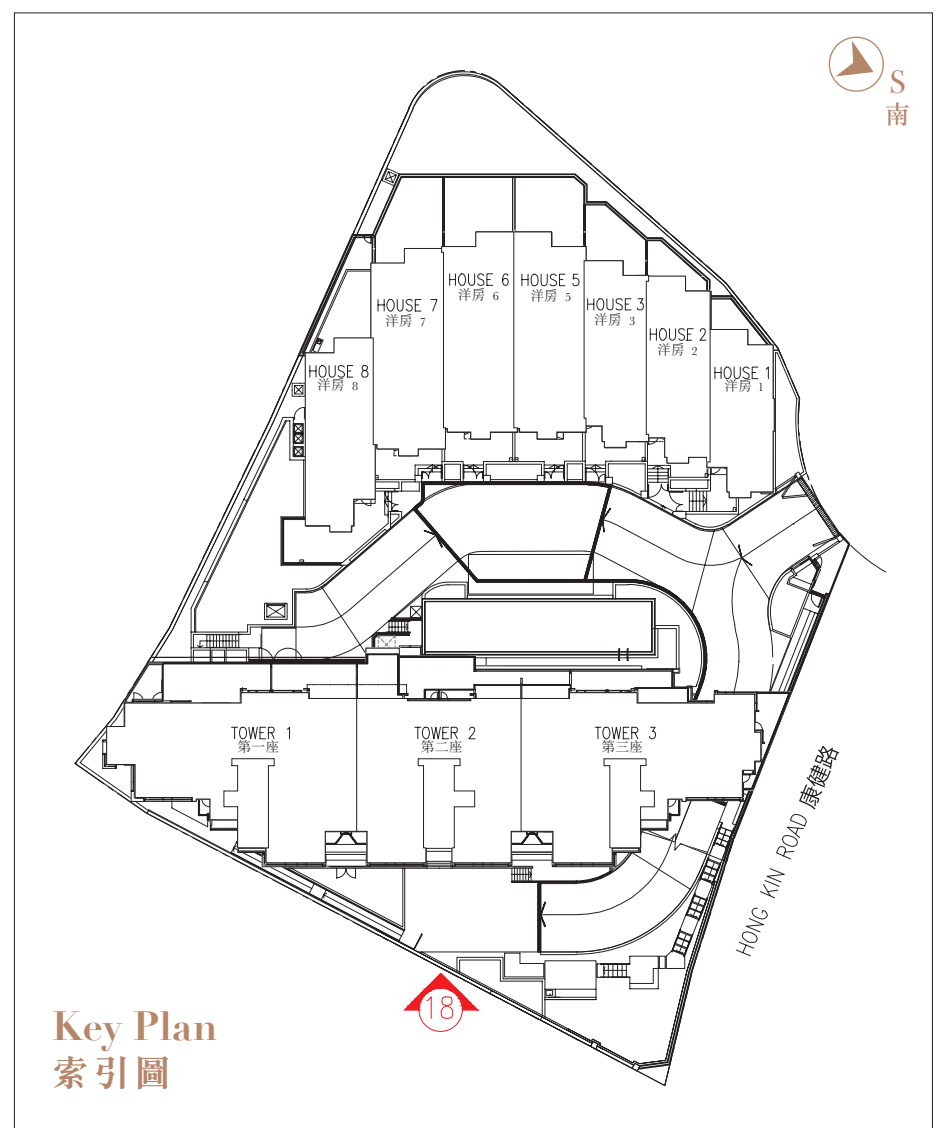 S
南
HOUSE 6
洋房 6
HOUSE 5
洋房 5
HOUSE 7
洋房 7
HOUSE 3
洋房 3
HOUSE 2
洋房 2
HOUSE 8
洋房 8
HOUSE 1
洋房 1
TOWER 1
第一座
TOWER 2
第二座
TOWER 3
第三座
HONG KIN ROAD 康健路
18
Key Plan
索引圖